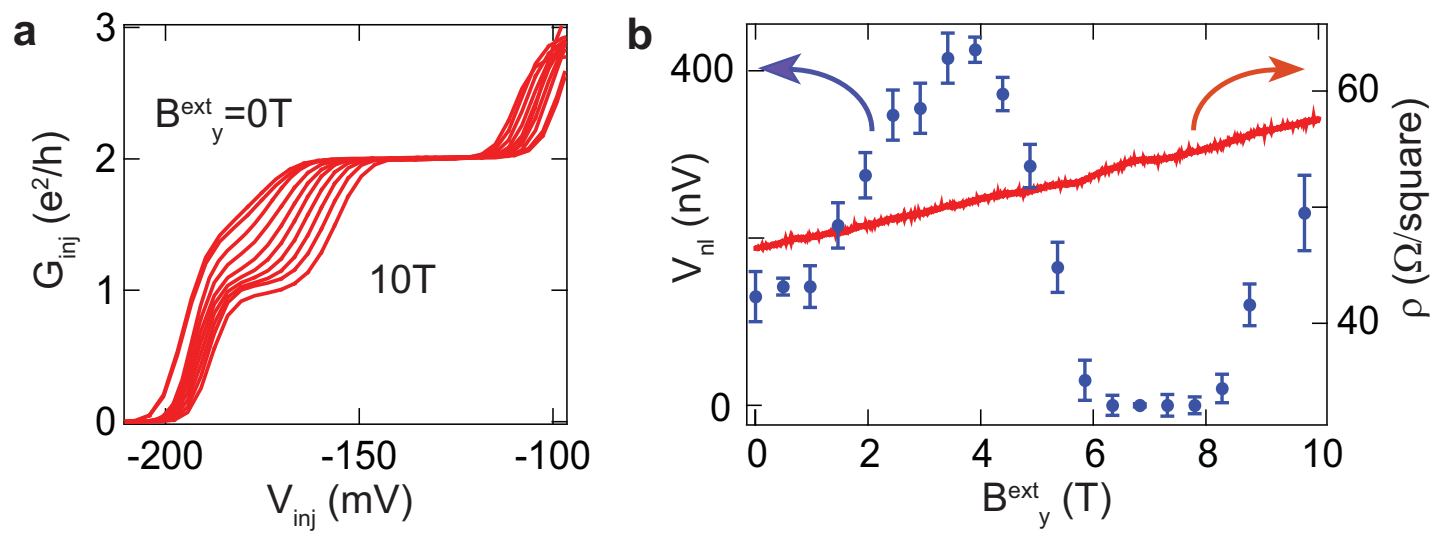 a
3
2
1
0
G_inj (e²/h)
B^ext_y=0T
10T
-200
-150
-100
V_inj (mV)
b
400
0
V_nl (nV)
60
40
ρ (Ω/square)
0
2
4
6
8
10
B^ext_y (T)